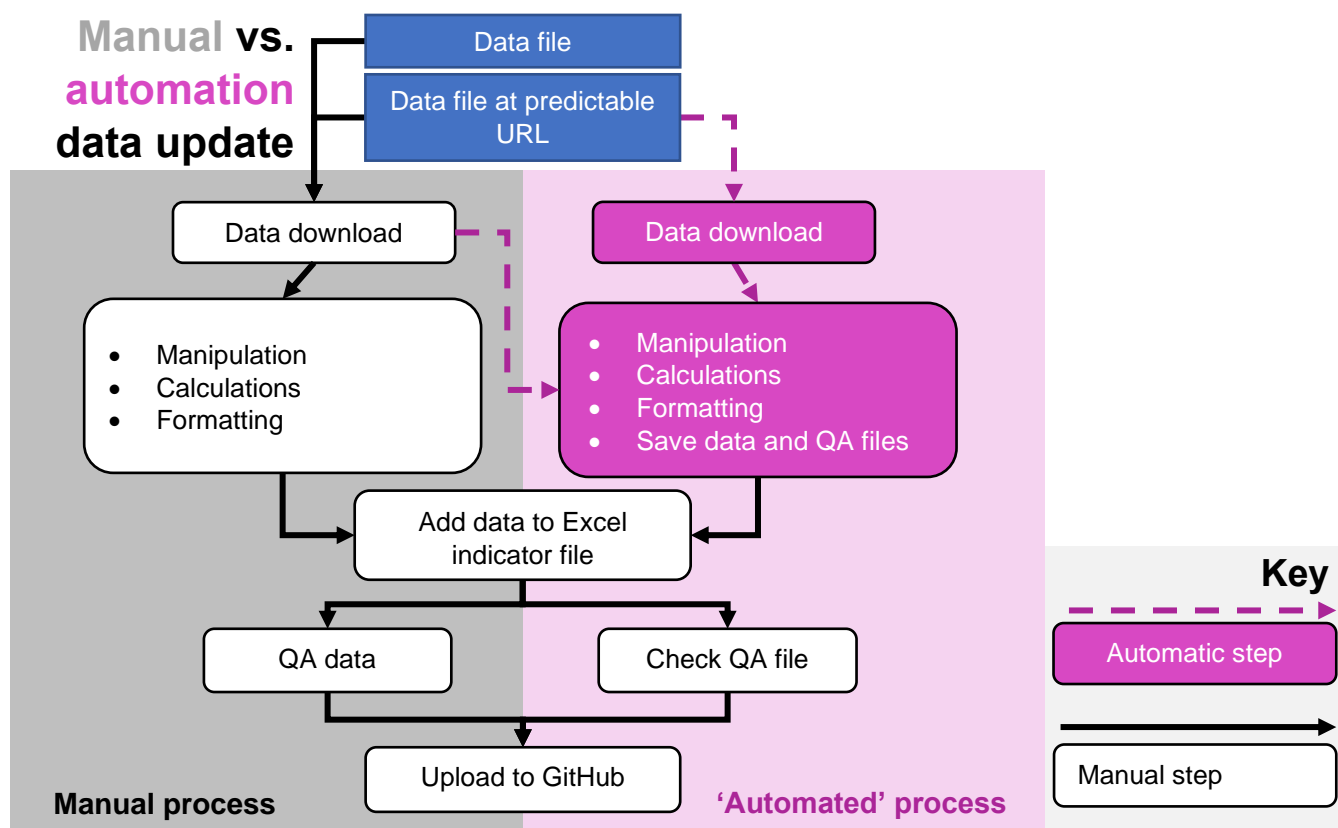 Manual vs.
automation
data update
Data file
Data file at predictable
URL
Data download
Data download
• Manipulation
• Calculations
• Formatting
• Manipulation
• Calculations
• Formatting
• Save data and QA files
Add data to Excel
indicator file
QA data
Check QA file
Upload to GitHub
Manual process
‘Automated’ process
Key
Automatic step
Manual step